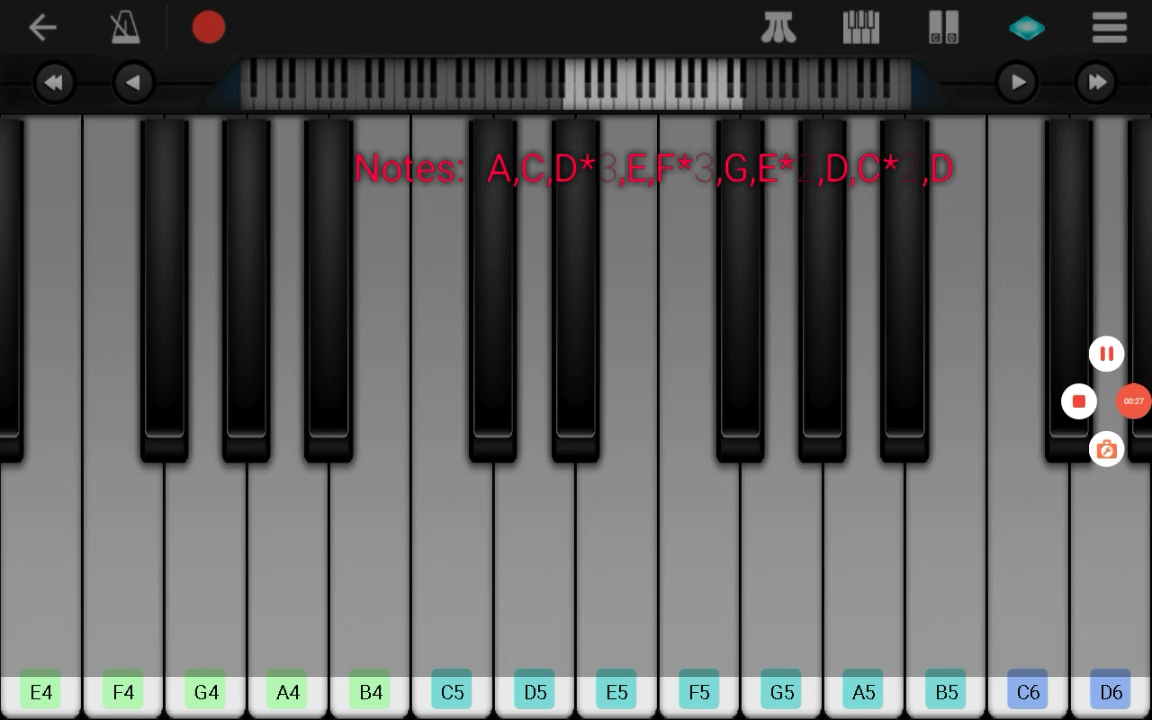 Notes: A,C,D*3,E,F*3,G,E*2,D,C*2,D
00:27
E4 F4 G4 A4 B4 C5 D5 E5 F5 G5 A5 B5 C6 D6